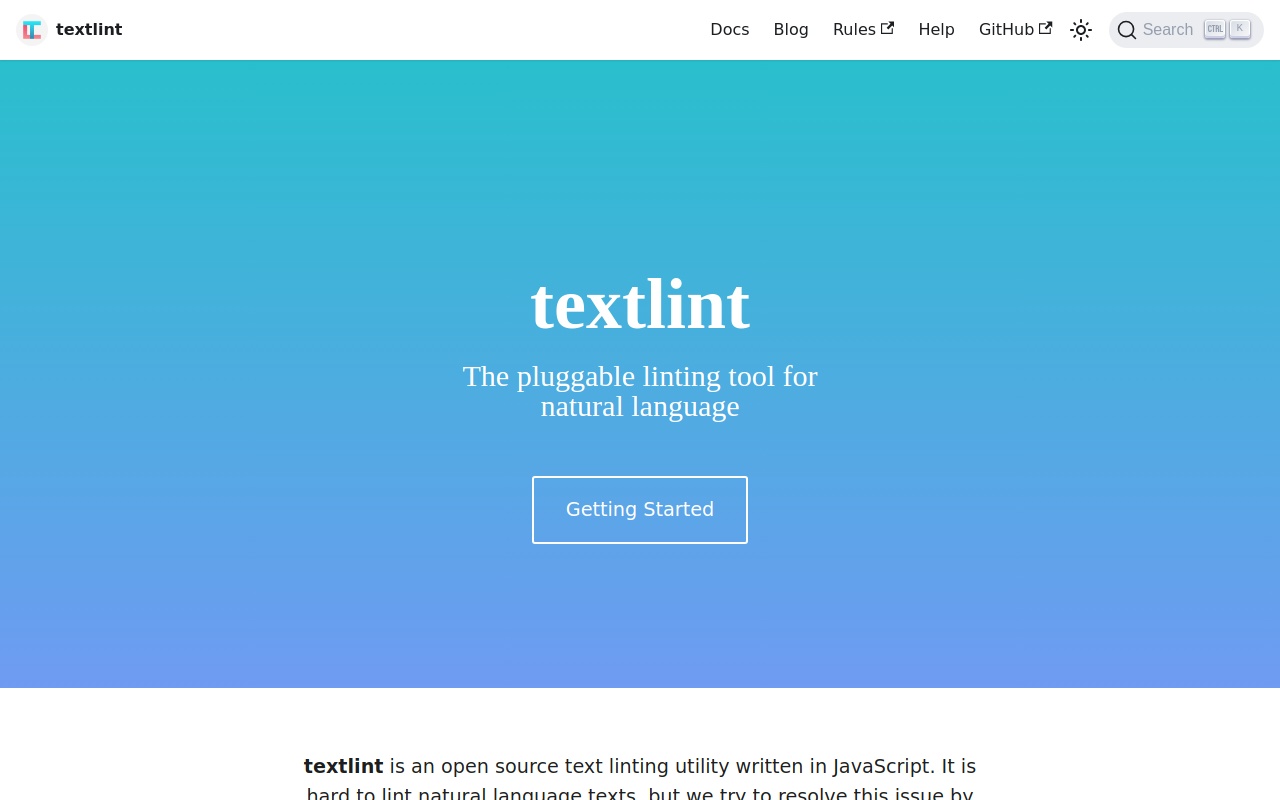 textlint
Docs
Blog
Rules
Help
GitHub
Search
CTRL
K
textlint
The pluggable linting tool for
natural language
Getting Started
textlint is an open source text linting utility written in JavaScript. It is
hard to lint natural language texts, but we try to resolve this issue by